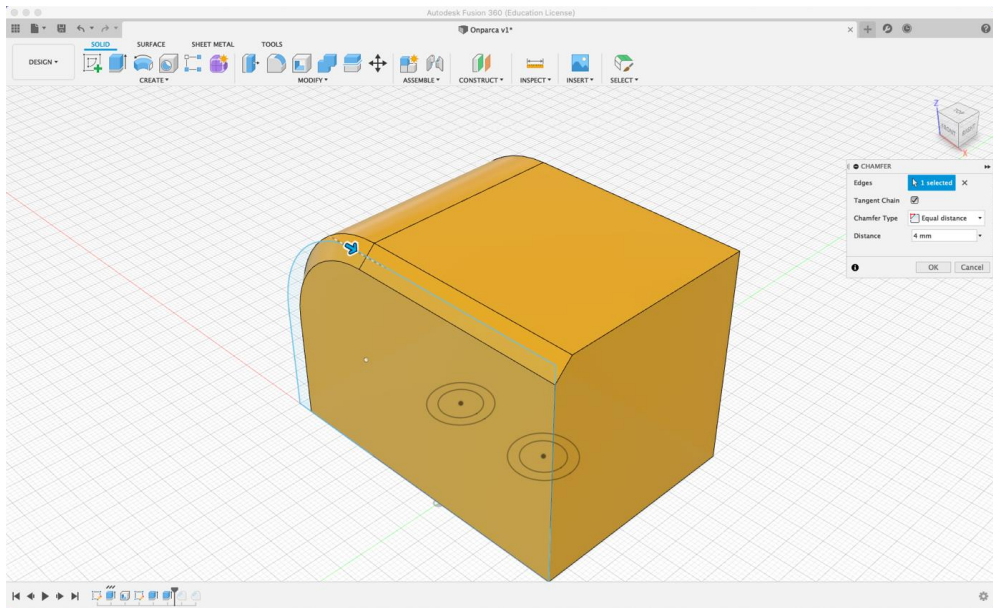 Autodesk Fusion 360 (Education License)
Onparca v1*
DESIGN
SOLID SURFACE SHEET METAL TOOLS
CREATE MODIFY ASSEMBLE CONSTRUCT INSPECT INSERT SELECT
Z
TOP
FRONT RIGHT
X
CHAMFER
Edges 1 selected
Tangent Chain
Chamfer Type Equal distance
Distance 4 mm
OK Cancel